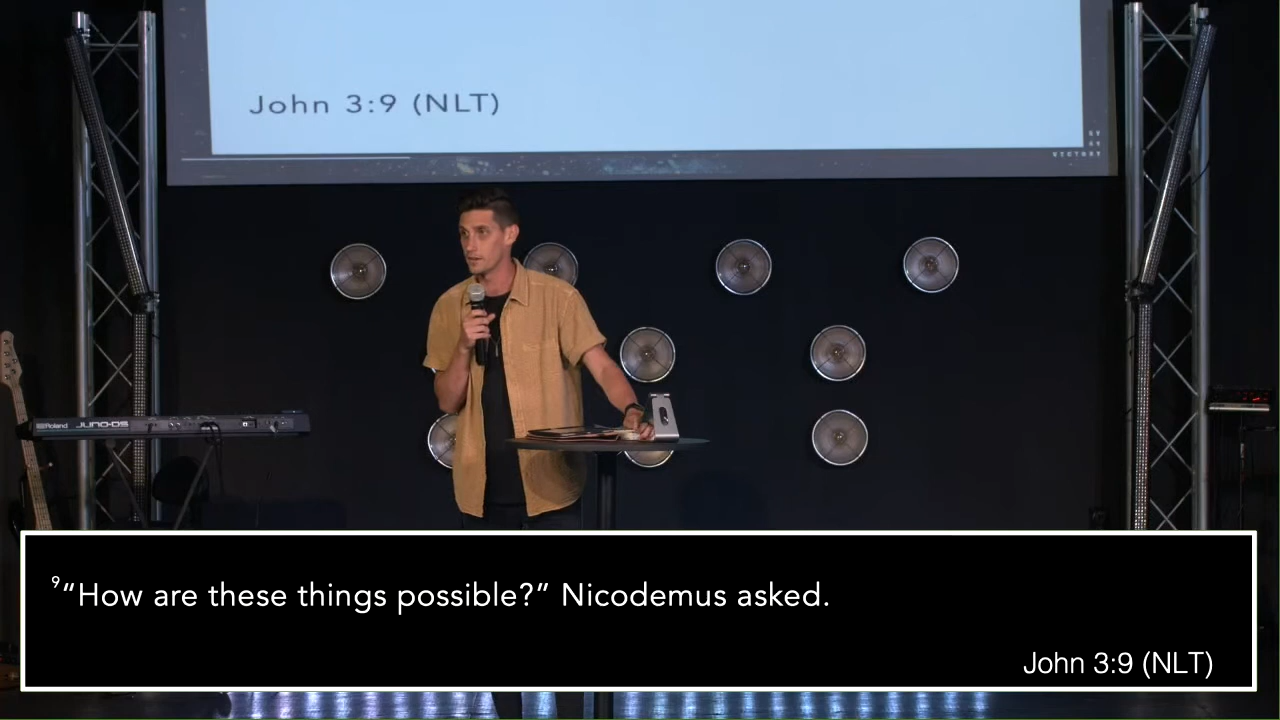 John 3:9 (NLT)
VICTORY
Roland JUNO-DS
⁹“How are these things possible?” Nicodemus asked.
John 3:9 (NLT)